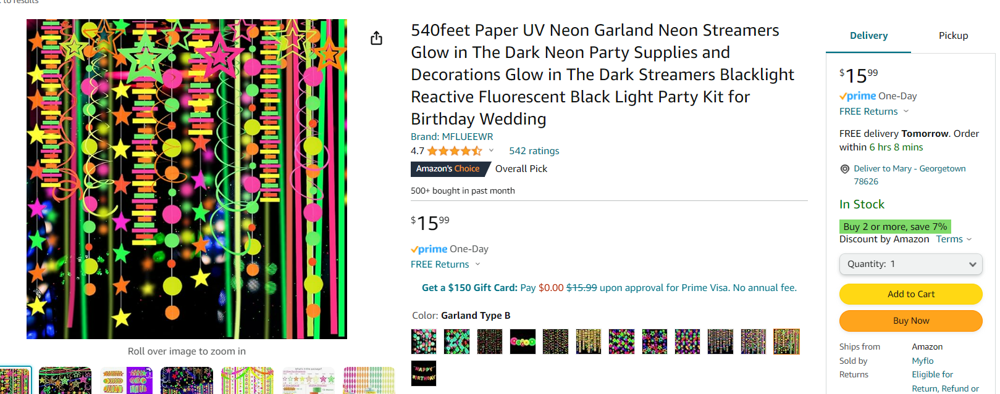 to results
540feet Paper UV Neon Garland Neon Streamers
Glow in The Dark Neon Party Supplies and
Decorations Glow in The Dark Streamers Blacklight
Reactive Fluorescent Black Light Party Kit for
Birthday Wedding
Brand: MFLUEEWR
4.7 542 ratings
Amazon's Choice Overall Pick
500+ bought in past month
$15 99
prime One-Day
FREE Returns
Get a $150 Gift Card: Pay $0.00 $15.99 upon approval for Prime Visa. No annual fee.
Color: Garland Type B
HAPPY
BIRTHDAY
Roll over image to zoom in
What's in the package?
Delivery Pickup
$15 99
prime One-Day
FREE Returns
FREE delivery Tomorrow. Order
within 6 hrs 8 mins
Deliver to Mary - Georgetown
78626
In Stock
Buy 2 or more, save 7%
Discount by Amazon Terms
Quantity: 1
Add to Cart
Buy Now
Ships from Amazon
Sold by Myflo
Returns Eligible for
Return, Refund or